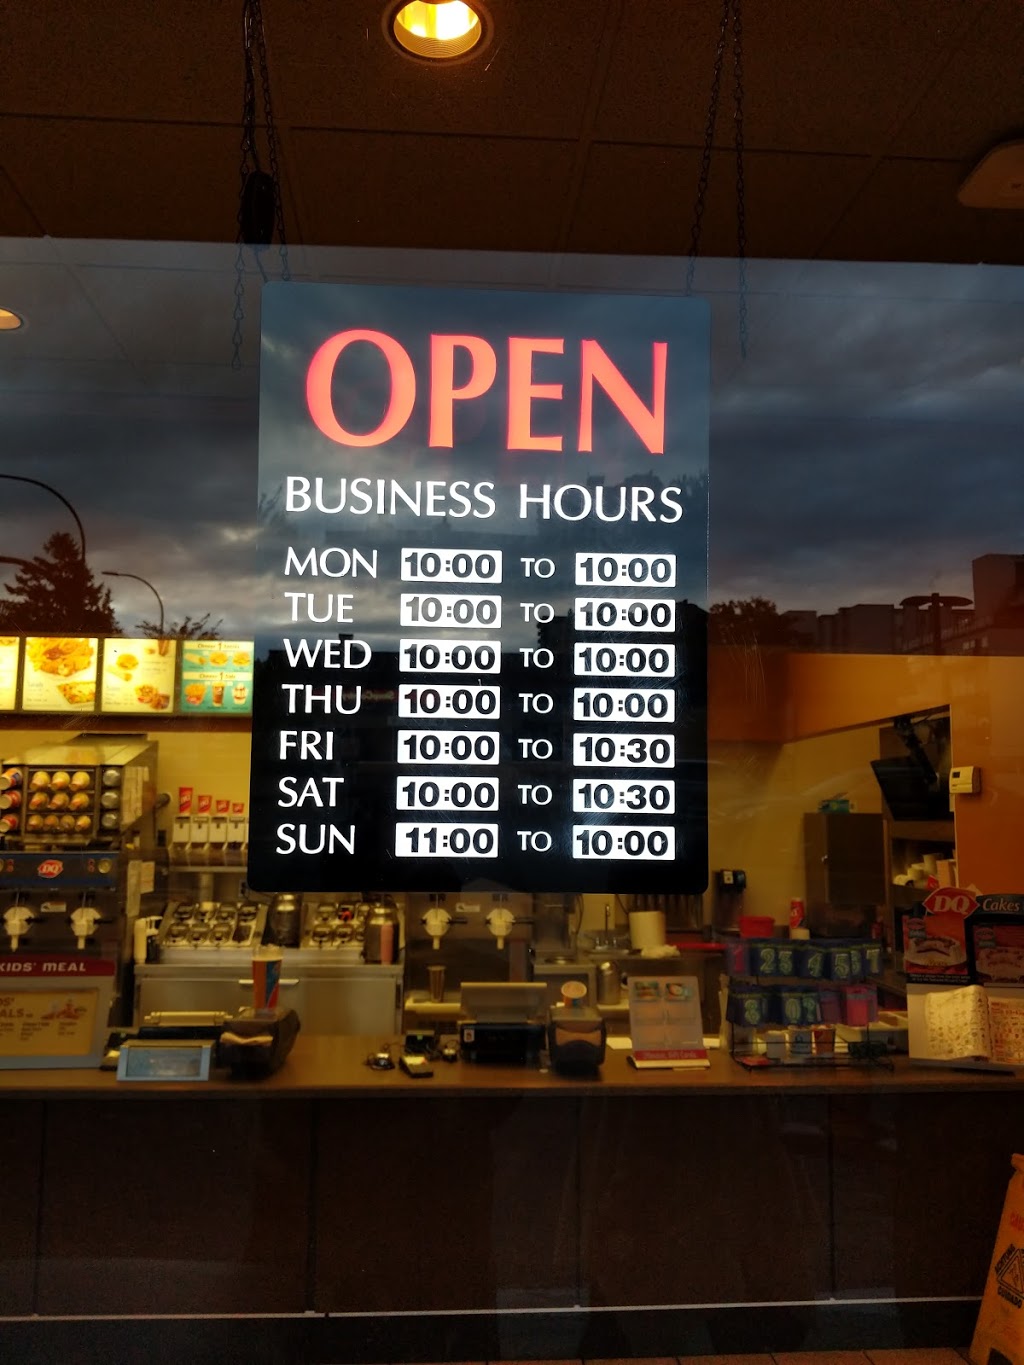 OPEN
BUSINESS HOURS
MON 10:00 TO 10:00
TUE 10:00 TO 10:00
WED 10:00 TO 10:00
THU 10:00 TO 10:00
FRI 10:00 TO 10:30
SAT 10:00 TO 10:30
SUN 11:00 TO 10:00
DQ
KIDS' MEAL
DQ Cakes